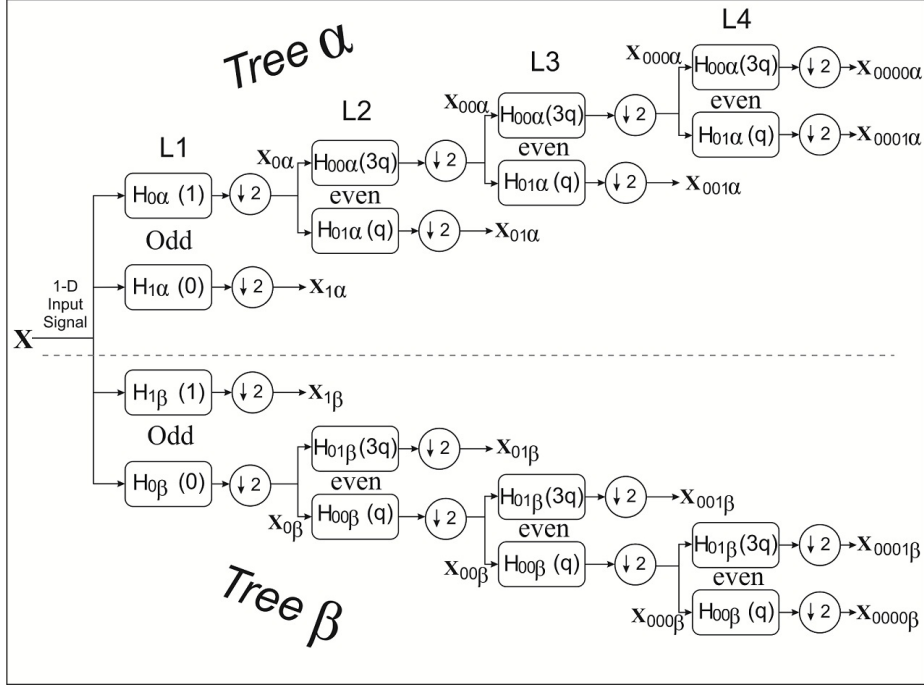 Tree α
L1
L2
L3
L4
X
1-D
Input
Signal
H0α (1)
↓ 2
Odd
H1α (0)
↓ 2
X1α
X0α
H00α(3q)
↓ 2
even
H01α (q)
↓ 2
X01α
X00α
H00α(3q)
↓ 2
even
H01α (q)
↓ 2
X001α
X000α
H00α(3q)
↓ 2
X0000α
even
H01α (q)
↓ 2
X0001α
H1β (1)
↓ 2
X1β
Odd
H0β (0)
↓ 2
X0β
H01β(3q)
↓ 2
X01β
even
H00β (q)
↓ 2
X00β
H01β(3q)
↓ 2
X001β
even
H00β (q)
↓ 2
X000β
H01β(3q)
↓ 2
X0001β
even
H00β (q)
↓ 2
X0000β
Tree β